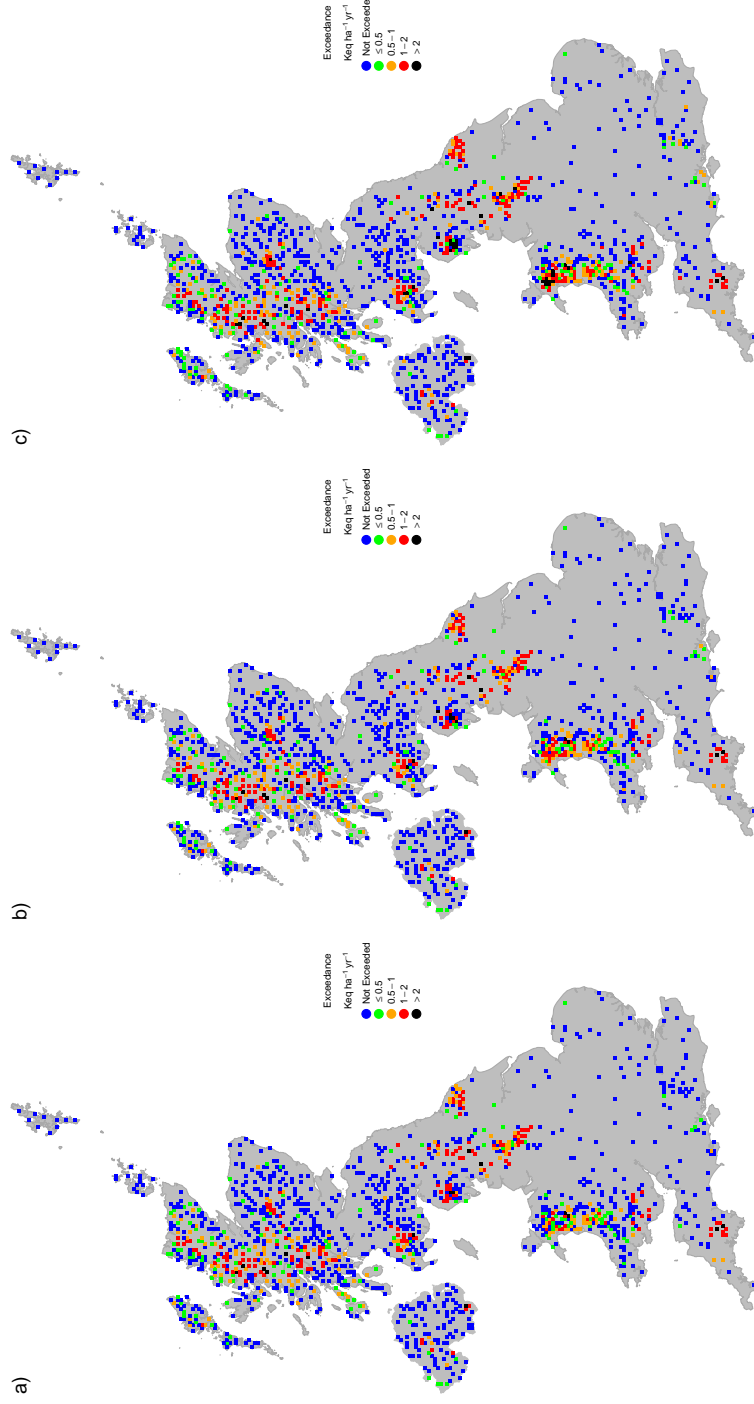 a)
Exceedance
Keq ha⁻¹ yr⁻¹
Not Exceeded
≤ 0.5
0.5 − 1
1 − 2
> 2
b)
Exceedance
Keq ha⁻¹ yr⁻¹
Not Exceeded
≤ 0.5
0.5 − 1
1 − 2
> 2
c)
Exceedance
Keq ha⁻¹ yr⁻¹
Not Exceeded
≤ 0.5
0.5 − 1
1 − 2
> 2